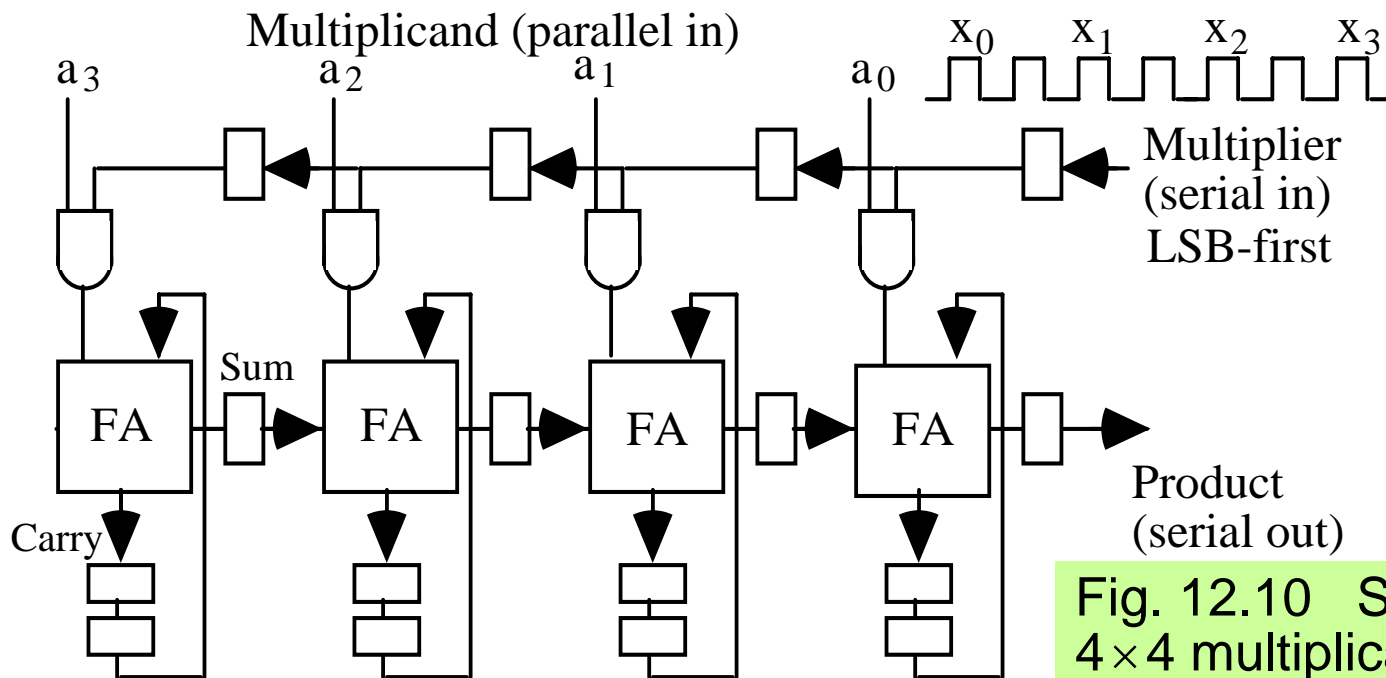 Multiplicand (parallel in)
x0 x1 x2 x3
a3 a2 a1 a0
Multiplier
(serial in)
LSB-first
Sum
FA FA FA FA
Carry
Product
(serial out)
Fig. 12.10 S
4×4 multiplica